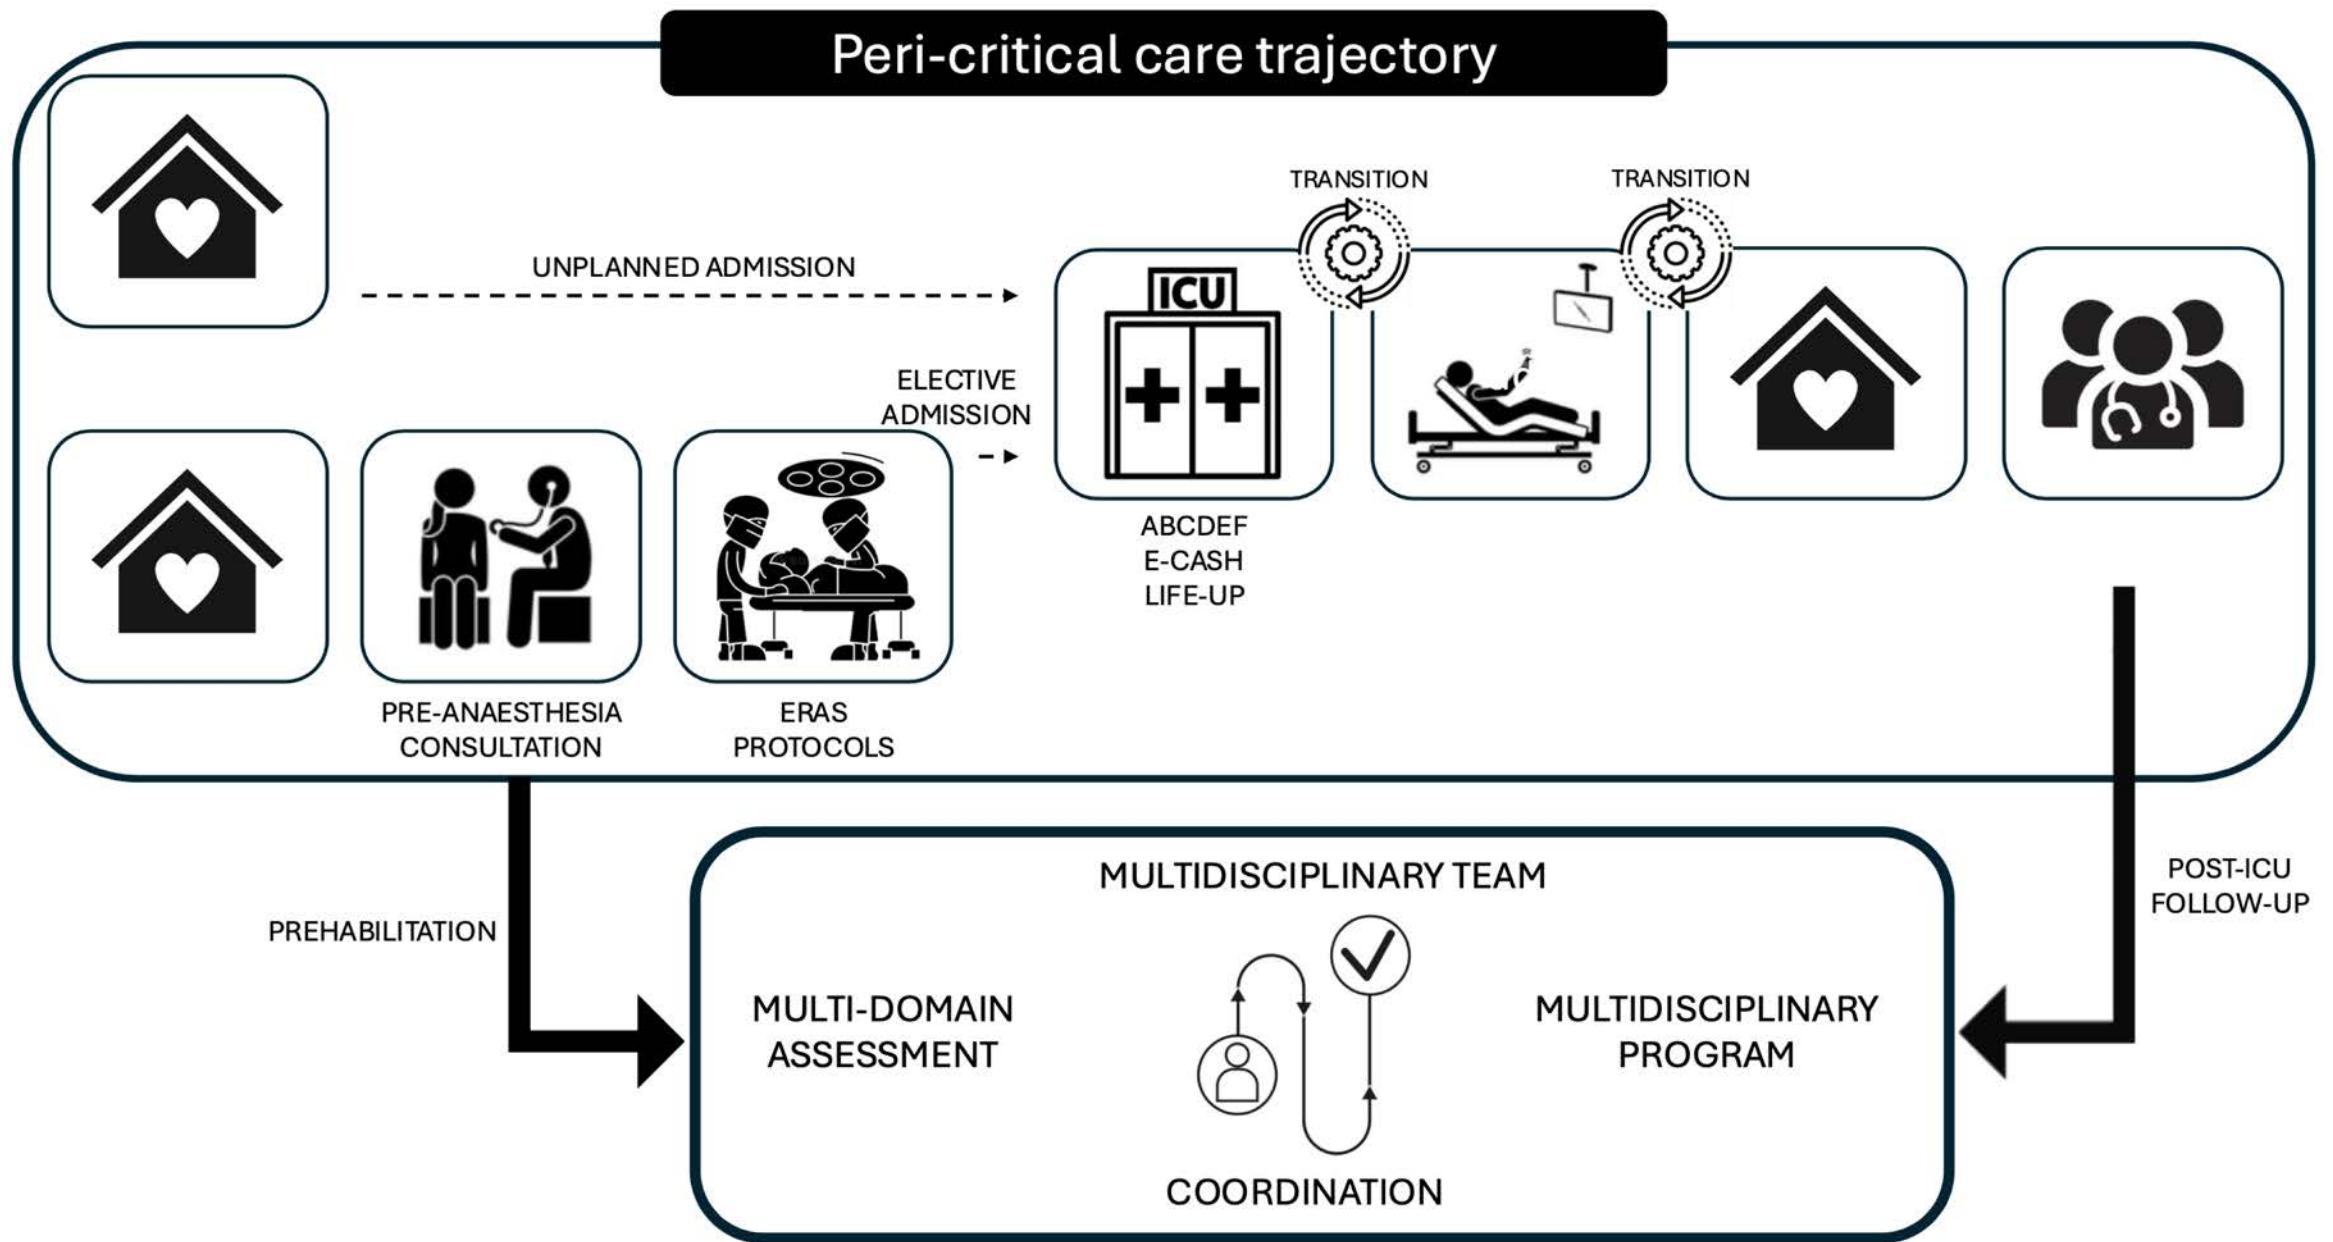 Peri-critical care trajectory
TRANSITION
TRANSITION
UNPLANNED ADMISSION
ICU
ELECTIVE
ADMISSION
ABCDEF
E-CASH
LIFE-UP
PRE-ANAESTHESIA
CONSULTATION
ERAS
PROTOCOLS
PREHABILITATION
POST-ICU
FOLLOW-UP
MULTIDISCIPLINARY TEAM
MULTI-DOMAIN
ASSESSMENT
MULTIDISCIPLINARY
PROGRAM
COORDINATION